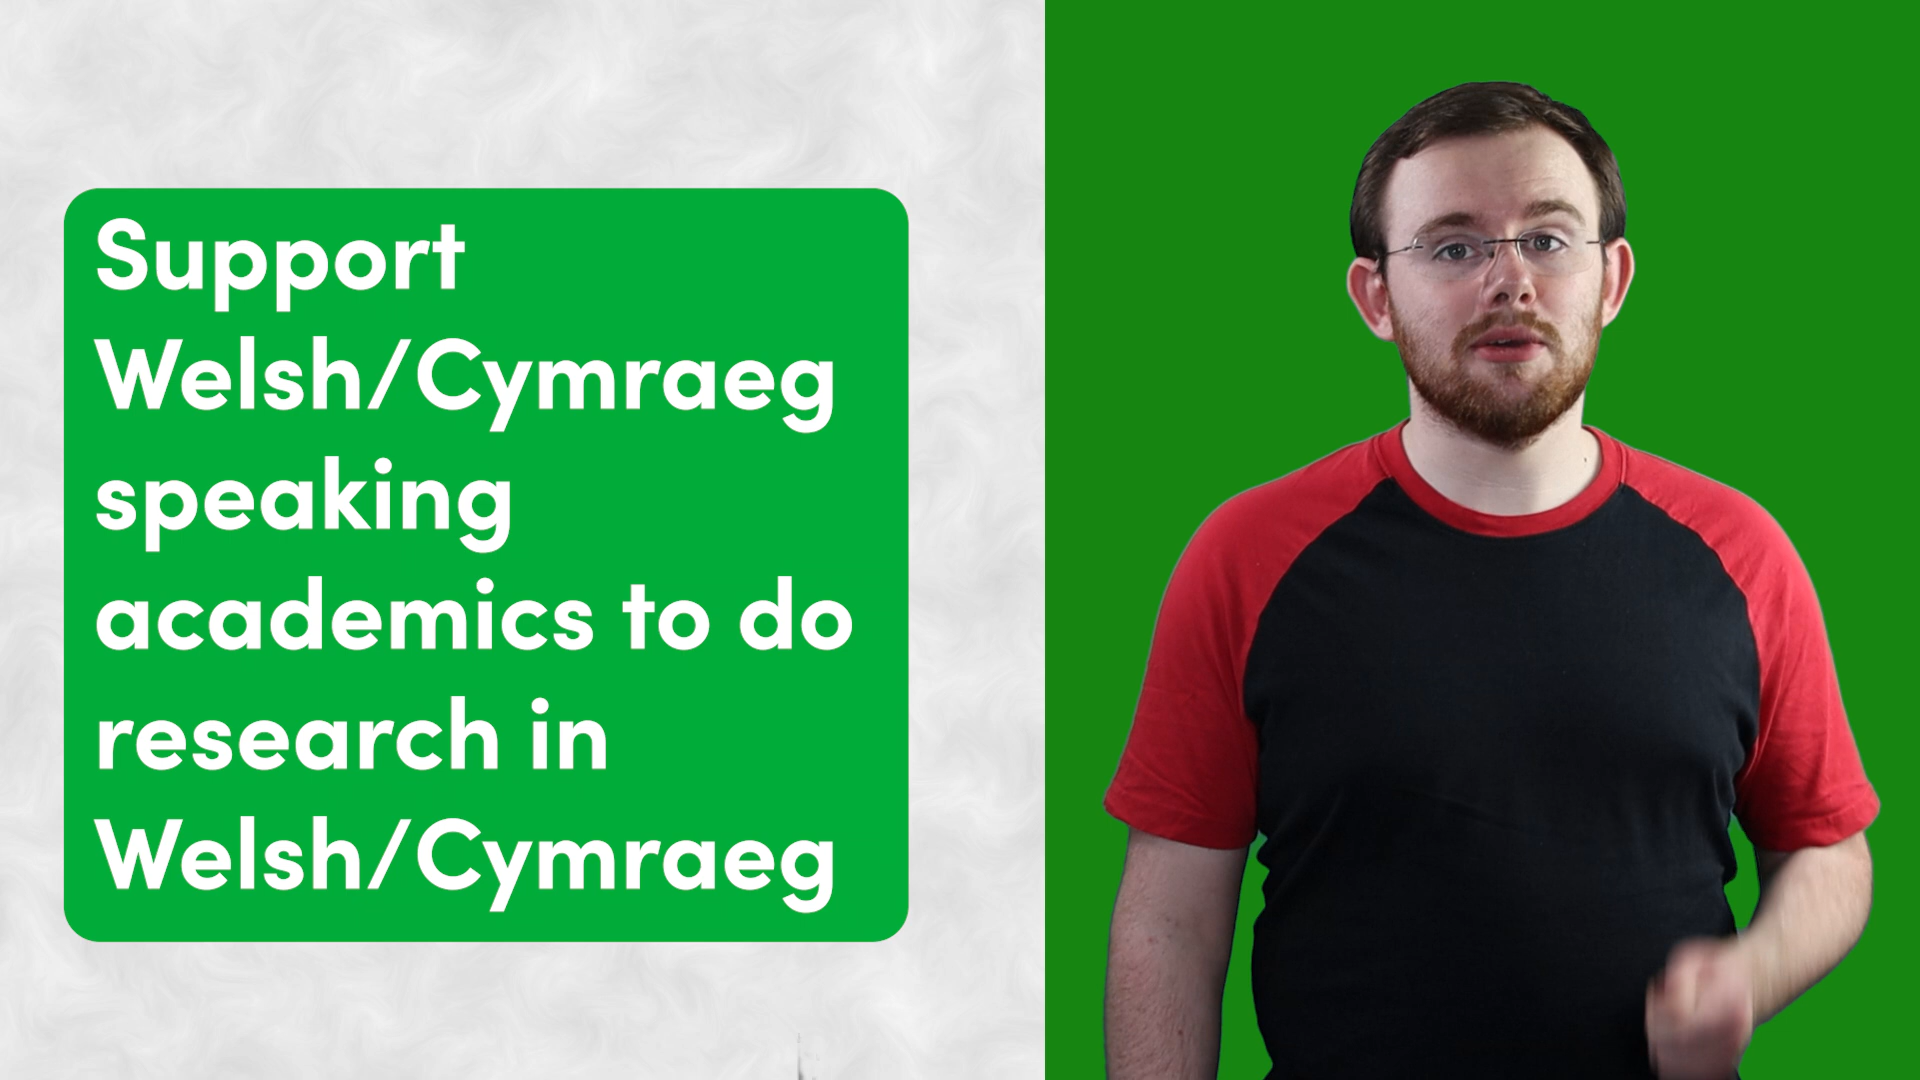 Support
Welsh/Cymraeg
speaking
academics to do
research in
Welsh/Cymraeg